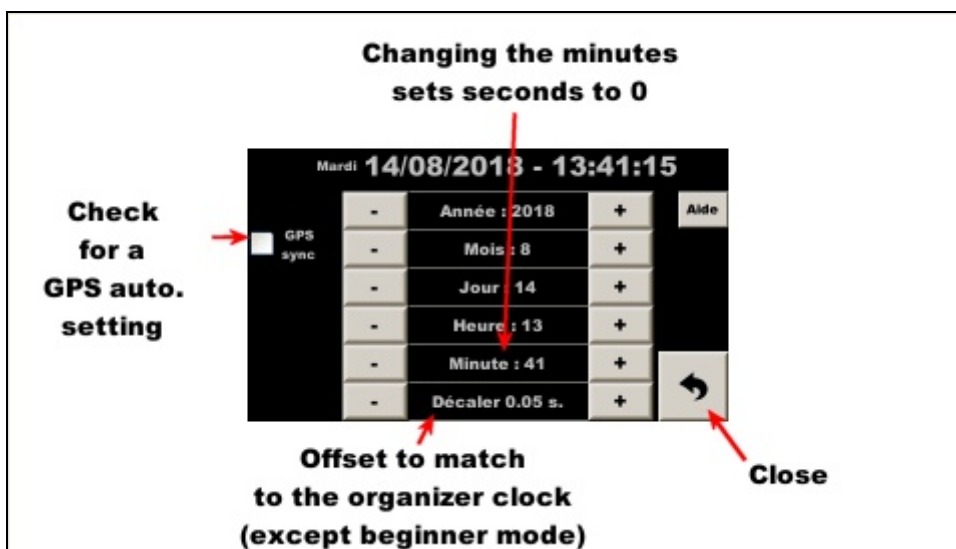 Changing the minutes
sets seconds to 0
Mardi 14/08/2018 - 13:41:15
Check
for a
GPS auto.
setting
GPS
sync
- Année : 2018 +
Aide
- Mois : 8 +
- Jour : 14 +
- Heure : 13 +
- Minute : 41 +
- Décaler 0.05 s. +
Offset to match
to the organizer clock
(except beginner mode)
Close